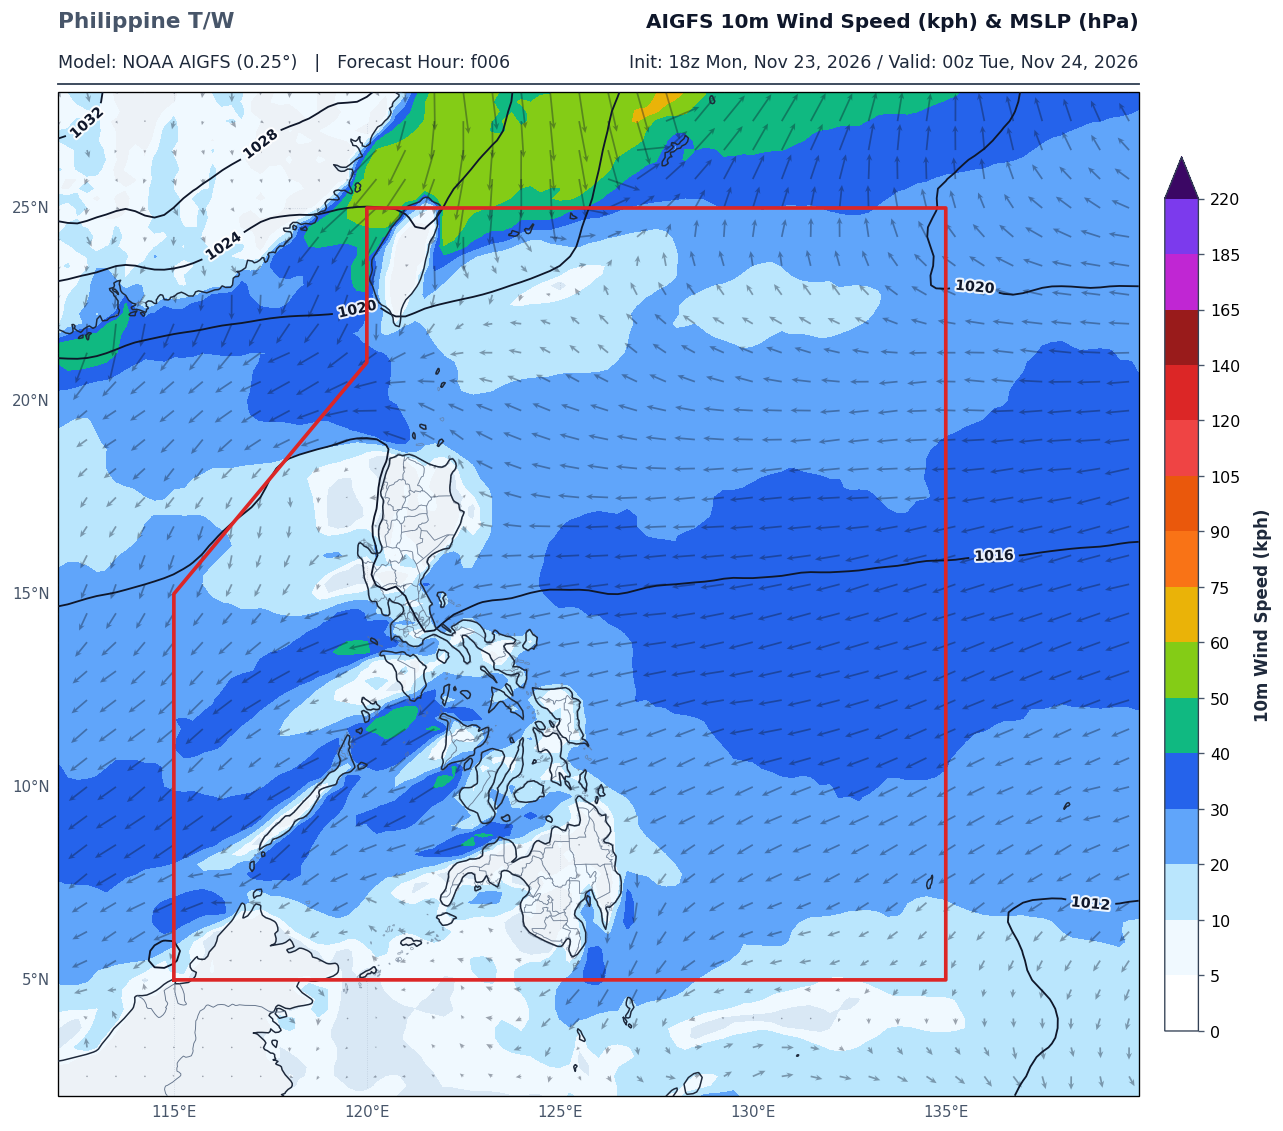 Philippine T/W
AIGFS 10m Wind Speed (kph) & MSLP (hPa)
Model: NOAA AIGFS (0.25°) | Forecast Hour: f006
Init: 18z Mon, Nov 23, 2026 / Valid: 00z Tue, Nov 24, 2026
1032
1028
1024
1020
1020
1016
1012
25°N
20°N
15°N
10°N
5°N
115°E
120°E
125°E
130°E
135°E
220
185
165
140
120
105
90
75
60
50
40
30
20
10
5
0
10m Wind Speed (kph)